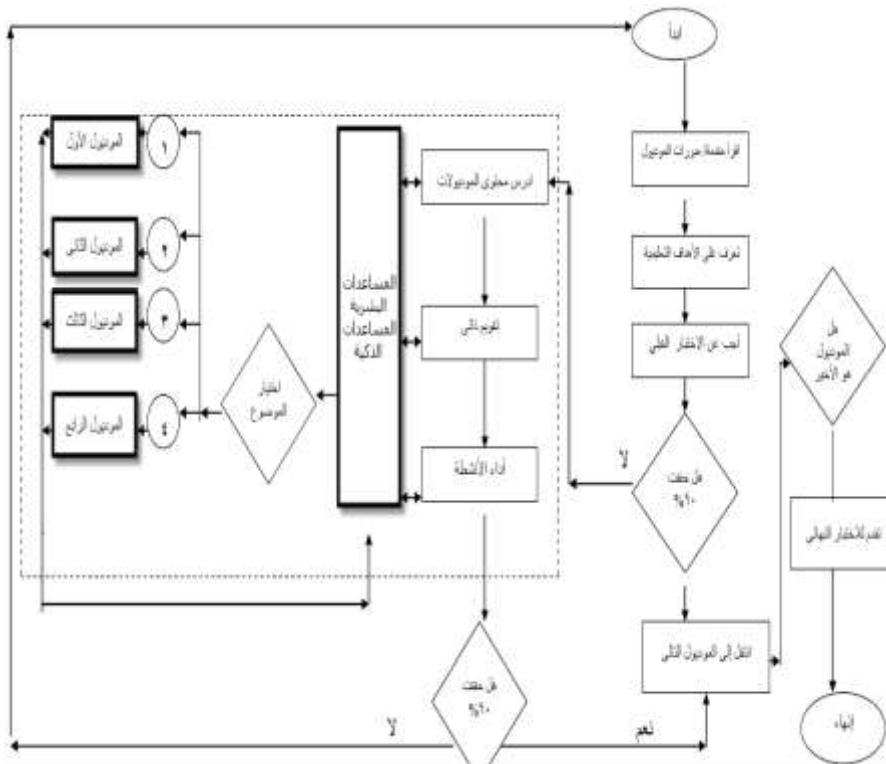 ابدأ
اقرأ مقدمة مبررات الموديول
تعرف على الأهداف التعليمية
أجب عن الاختبار القبلي
هل حققت
٩٠%
لا
انتقل إلى الموديول التالي
هل
الموديول
هو الأخير
تقدم للاختبار النهائي
إنهاء
ادرس محتوى الموديولات
تقويم ذاتي
أداء الأنشطة
المساعدات
البشرية
المساعدات
الذكية
اختيار
الموضوع
١
الموديول الأول
٢
الموديول الثاني
٣
الموديول الثالث
٤
الموديول الرابع
هل حققت
٩٠%
نعم
لا